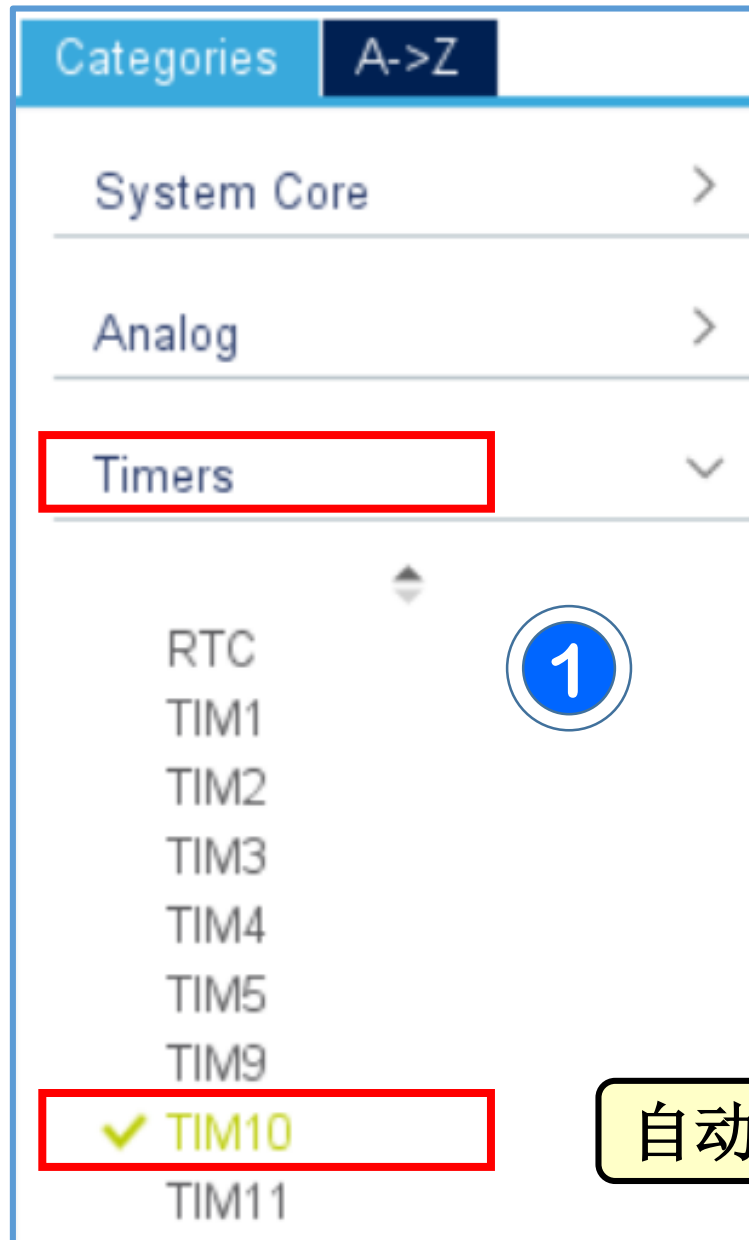 Categories A->Z
System Core
Analog
Timers
RTC
1
TIM1
TIM2
TIM3
TIM4
TIM5
TIM9
TIM10
自动
TIM11